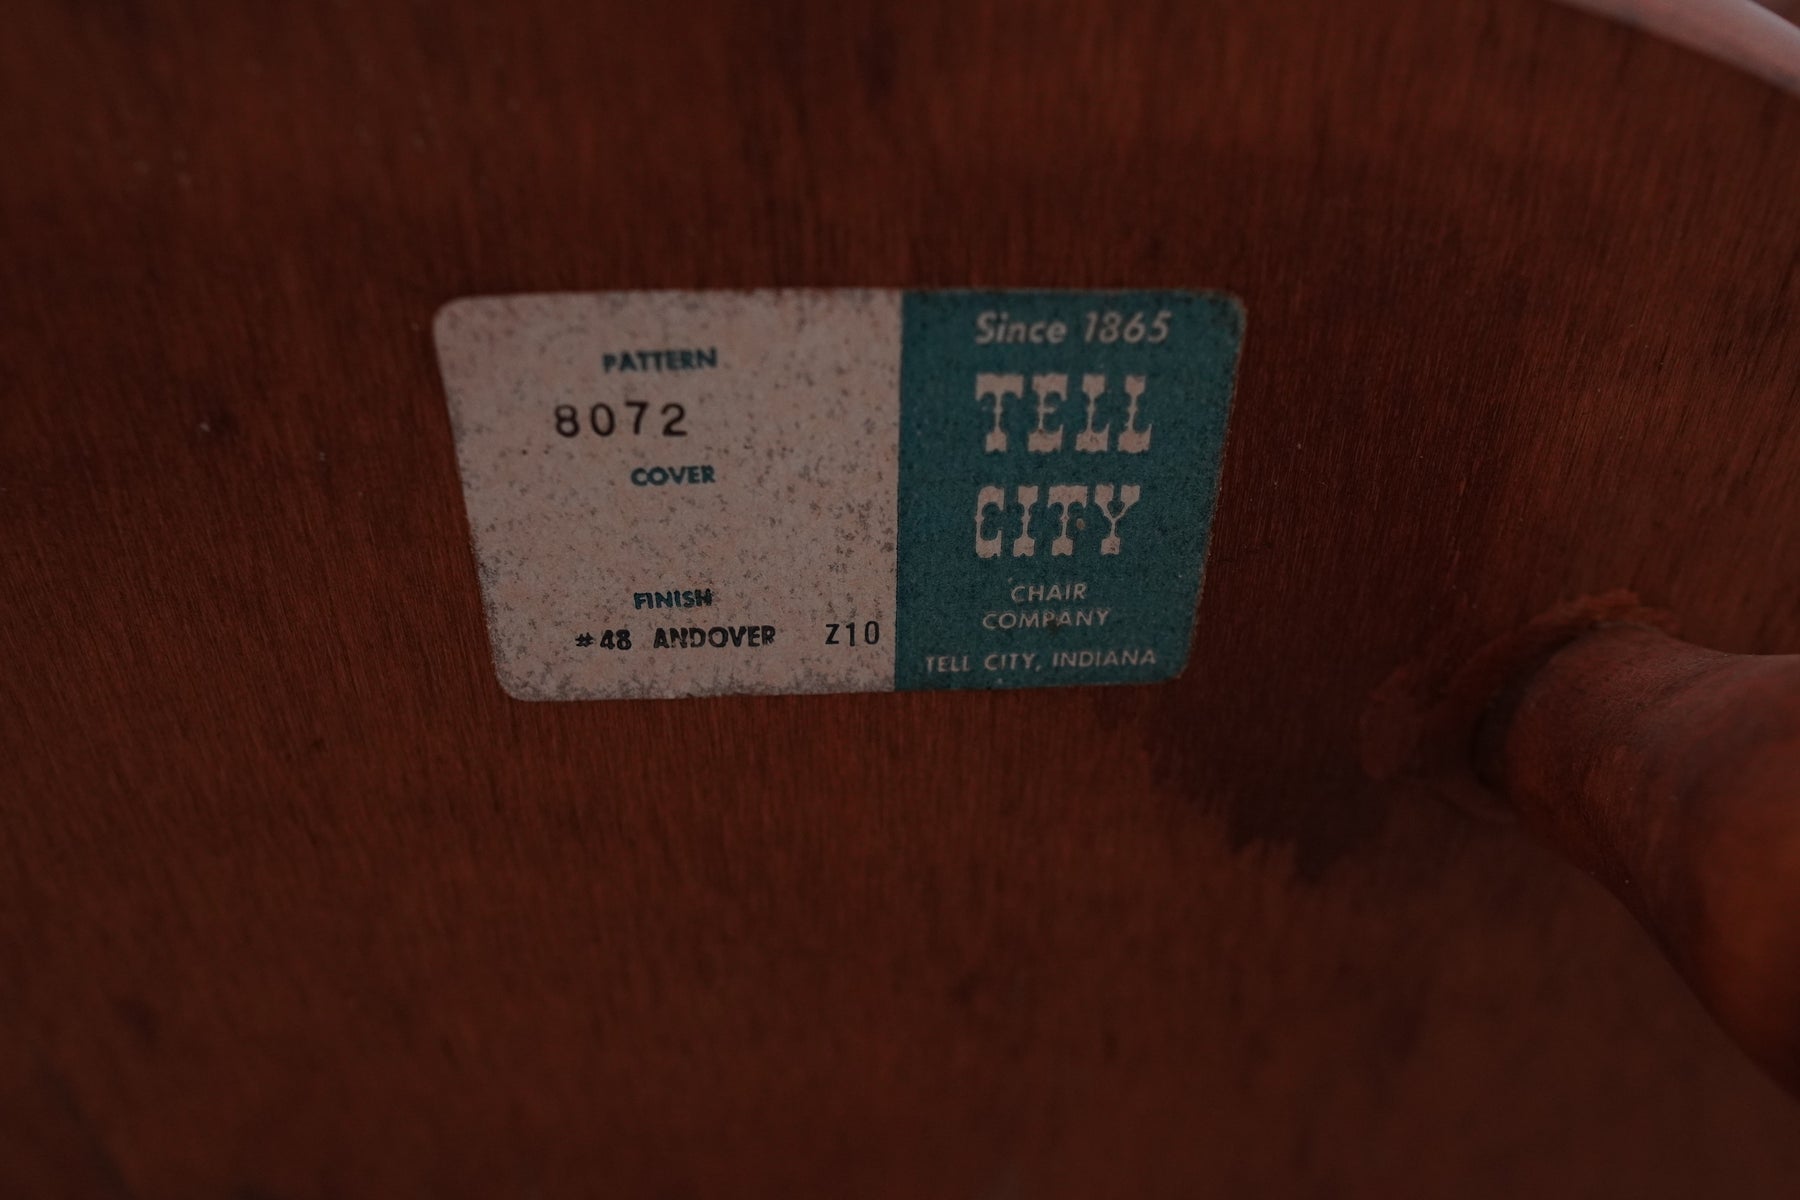 PATTERN
8072
COVER
FINISH
#48 ANDOVER Z10
Since 1865
TELL
CITY
CHAIR
COMPANY
TELL CITY, INDIANA